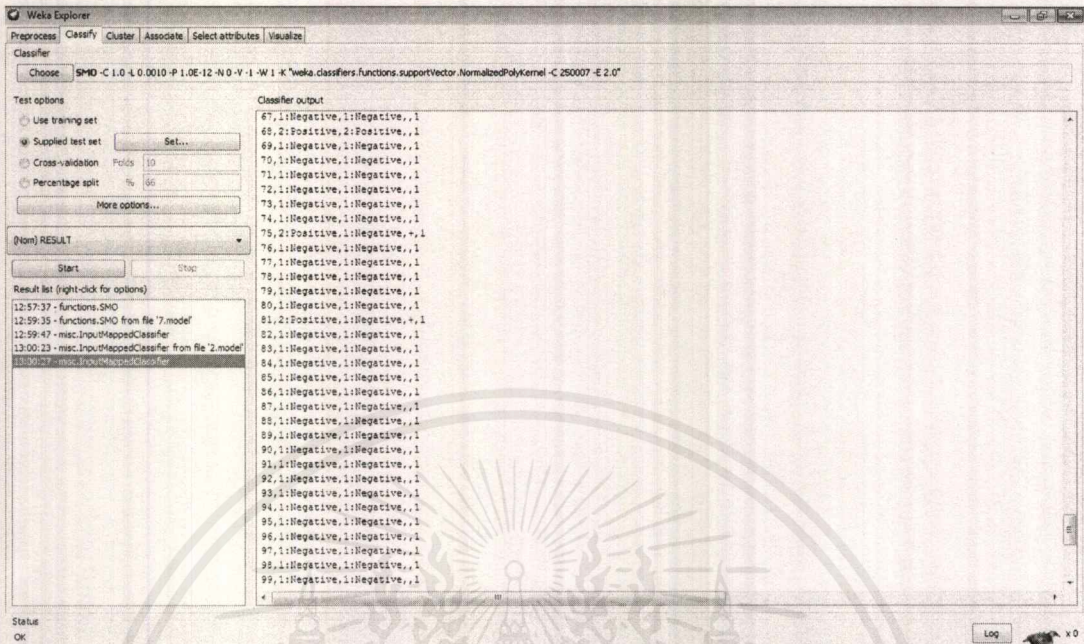 Weka Explorer
Preprocess Classify Cluster Associate Select attributes Visualize
Classifier
Choose SMO -C 1.0 -L 0.0010 -P 1.0E-12 -N 0 -V -1 -W 1 -K "weka.classifiers.functions.supportVector.NormalizedPolyKernel -C 250007 -E 2.0"
Test options
Use training set
Supplied test set Set...
Cross-validation Folds 10
Percentage split % 66
More options...
(Nom) RESULT
Start Stop
Result list (right-click for options)
12:57:37 - functions.SMO
12:59:35 - functions.SMO from file '7.model'
12:59:47 - misc.InputMappedClassifier
13:00:23 - misc.InputMappedClassifier from file '2.model'
13:00:27 - misc.InputMappedClassifier
Classifier output
67,1:Negative,1:Negative,,1
68,2:Positive,2:Positive,,1
69,1:Negative,1:Negative,,1
70,1:Negative,1:Negative,,1
71,1:Negative,1:Negative,,1
72,1:Negative,1:Negative,,1
73,1:Negative,1:Negative,,1
74,1:Negative,1:Negative,,1
75,2:Positive,1:Negative,+,1
76,1:Negative,1:Negative,,1
77,1:Negative,1:Negative,,1
78,1:Negative,1:Negative,,1
79,1:Negative,1:Negative,,1
80,1:Negative,1:Negative,,1
81,2:Positive,1:Negative,+,1
82,1:Negative,1:Negative,,1
83,1:Negative,1:Negative,,1
84,1:Negative,1:Negative,,1
85,1:Negative,1:Negative,,1
86,1:Negative,1:Negative,,1
87,1:Negative,1:Negative,,1
88,1:Negative,1:Negative,,1
89,1:Negative,1:Negative,,1
90,1:Negative,1:Negative,,1
91,1:Negative,1:Negative,,1
92,1:Negative,1:Negative,,1
93,1:Negative,1:Negative,,1
94,1:Negative,1:Negative,,1
95,1:Negative,1:Negative,,1
96,1:Negative,1:Negative,,1
97,1:Negative,1:Negative,,1
98,1:Negative,1:Negative,,1
99,1:Negative,1:Negative,,1
Status
OK
Log
x 0